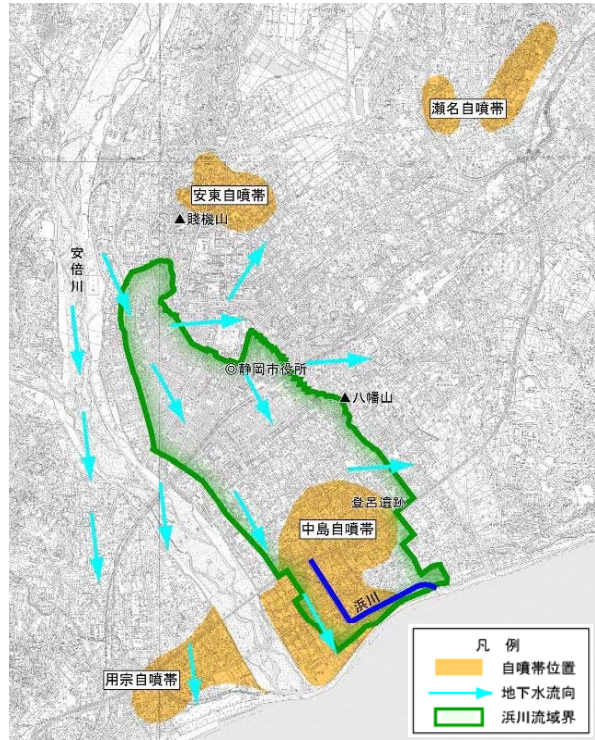 瀬名自噴帯
安東自噴帯
▲賤機山
安倍川
◎静岡市役所
▲八幡山
登呂遺跡
中島自噴帯
浜川
用宗自噴帯
凡 例
自噴帯位置
地下水流向
浜川流域界